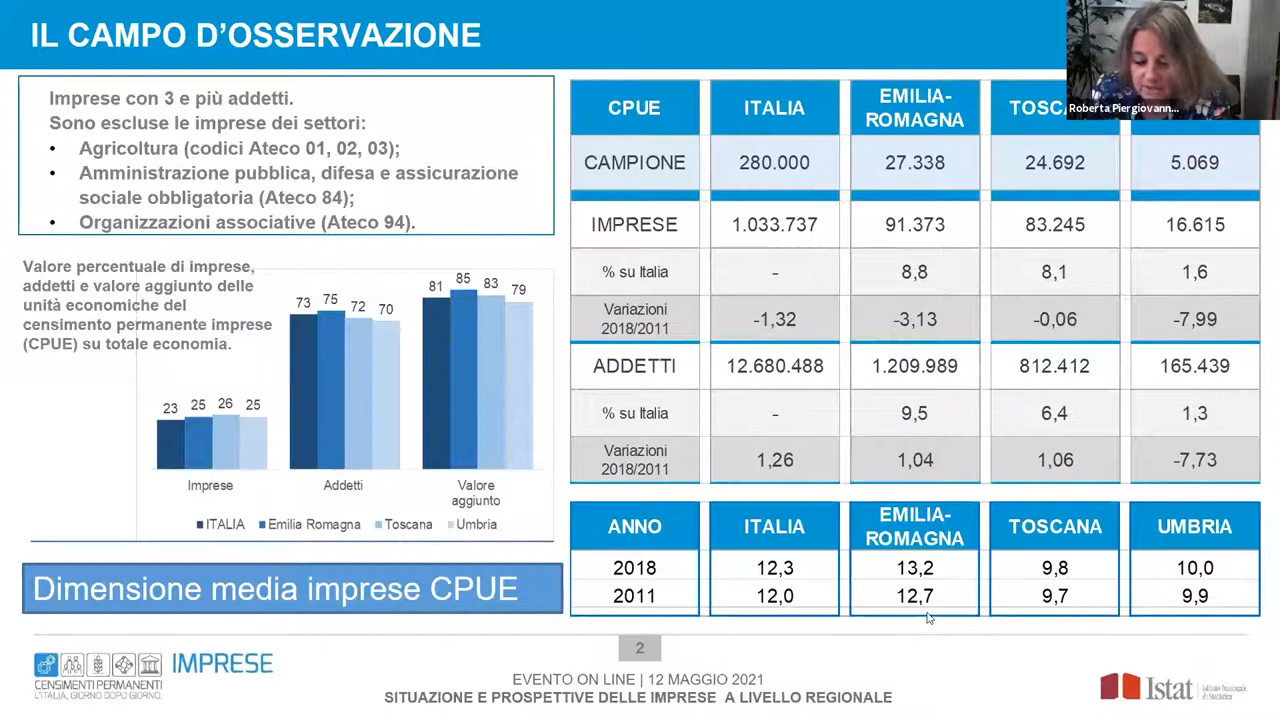 IL CAMPO D'OSSERVAZIONE
Roberta Piergiovann...
Imprese con 3 e più addetti.
Sono escluse le imprese dei settori:
• Agricoltura (codici Ateco 01, 02, 03);
• Amministrazione pubblica, difesa e assicurazione
sociale obbligatoria (Ateco 84);
• Organizzazioni associative (Ateco 94).
Valore percentuale di imprese,
addetti e valore aggiunto delle
unità economiche del
censimento permanente imprese
(CPUE) su totale economia.
23 25 26 25
73 75 72 70
81 85 83 79
Imprese Addetti Valore
aggiunto
ITALIA Emilia Romagna Toscana Umbria
Dimensione media imprese CPUE
CPUE ITALIA EMILIA-
ROMAGNA TOSCA
CAMPIONE 280.000 27.338 24.692 5.069
IMPRESE 1.033.737 91.373 83.245 16.615
% su Italia - 8,8 8,1 1,6
Variazioni
2018/2011 -1,32 -3,13 -0,06 -7,99
ADDETTI 12.680.488 1.209.989 812.412 165.439
% su Italia - 9,5 6,4 1,3
Variazioni
2018/2011 1,26 1,04 1,06 -7,73
ANNO ITALIA EMILIA-
ROMAGNA TOSCANA UMBRIA
2018 12,3 13,2 9,8 10,0
2011 12,0 12,7 9,7 9,9
IMPRESE
CENSIMENTI PERMANENTI
L'ITALIA, GIORNO DOPO GIORNO.
2
EVENTO ON LINE | 12 MAGGIO 2021
SITUAZIONE E PROSPETTIVE DELLE IMPRESE A LIVELLO REGIONALE
Istat
Istituto Nazionale
di Statistica